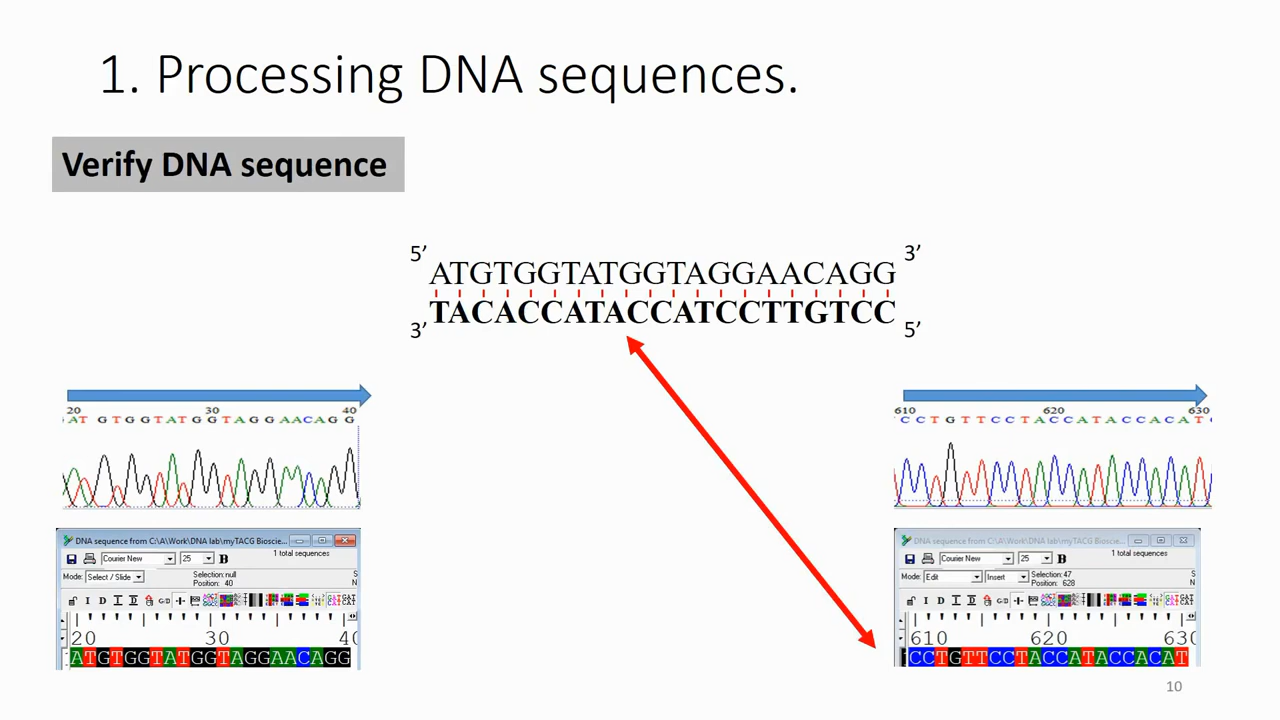 1. Processing DNA sequences.
Verify DNA sequence
5’ 3’
ATGTGGTATGGTAGGAACAGG
TACACCATACCATCCTTGTCC
3’ 5’
20 30 40
GAT GTGGTATGGTAGGAACAGG
610 620 630
CCTGTTCCTACCATACCACATG
DNA sequence from C:\A\Work\DNA lab\myTACG Bioscie...
1 total sequences
Courier New 25 B
Mode: Select / Slide Selection:null
Position: 40
I D I I G/D
20 30 40
ATGTGGTATGGTAGGAACAGG
DNA sequence from C:\A\Work\DNA lab\myTACG Bioscie...
1 total sequences
Courier New 25 B
Mode: Edit Insert Selection:47
Position: 628
I D I I G/D
610 620 630
CCTGTTCCTACCATACCACAT
10